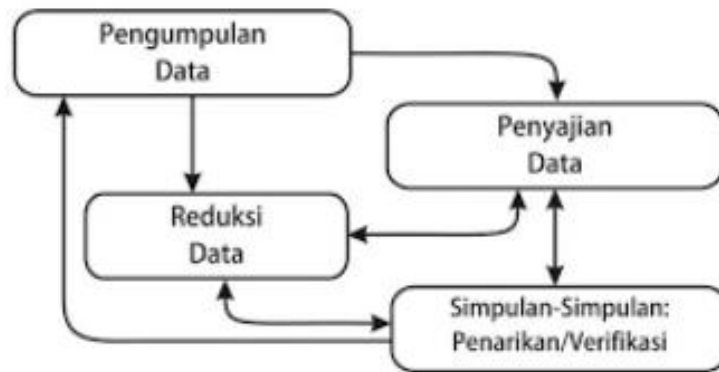 Pengumpulan
Data
Penyajian
Data
Reduksi
Data
Simpulan-Simpulan:
Penarikan/Verifikasi